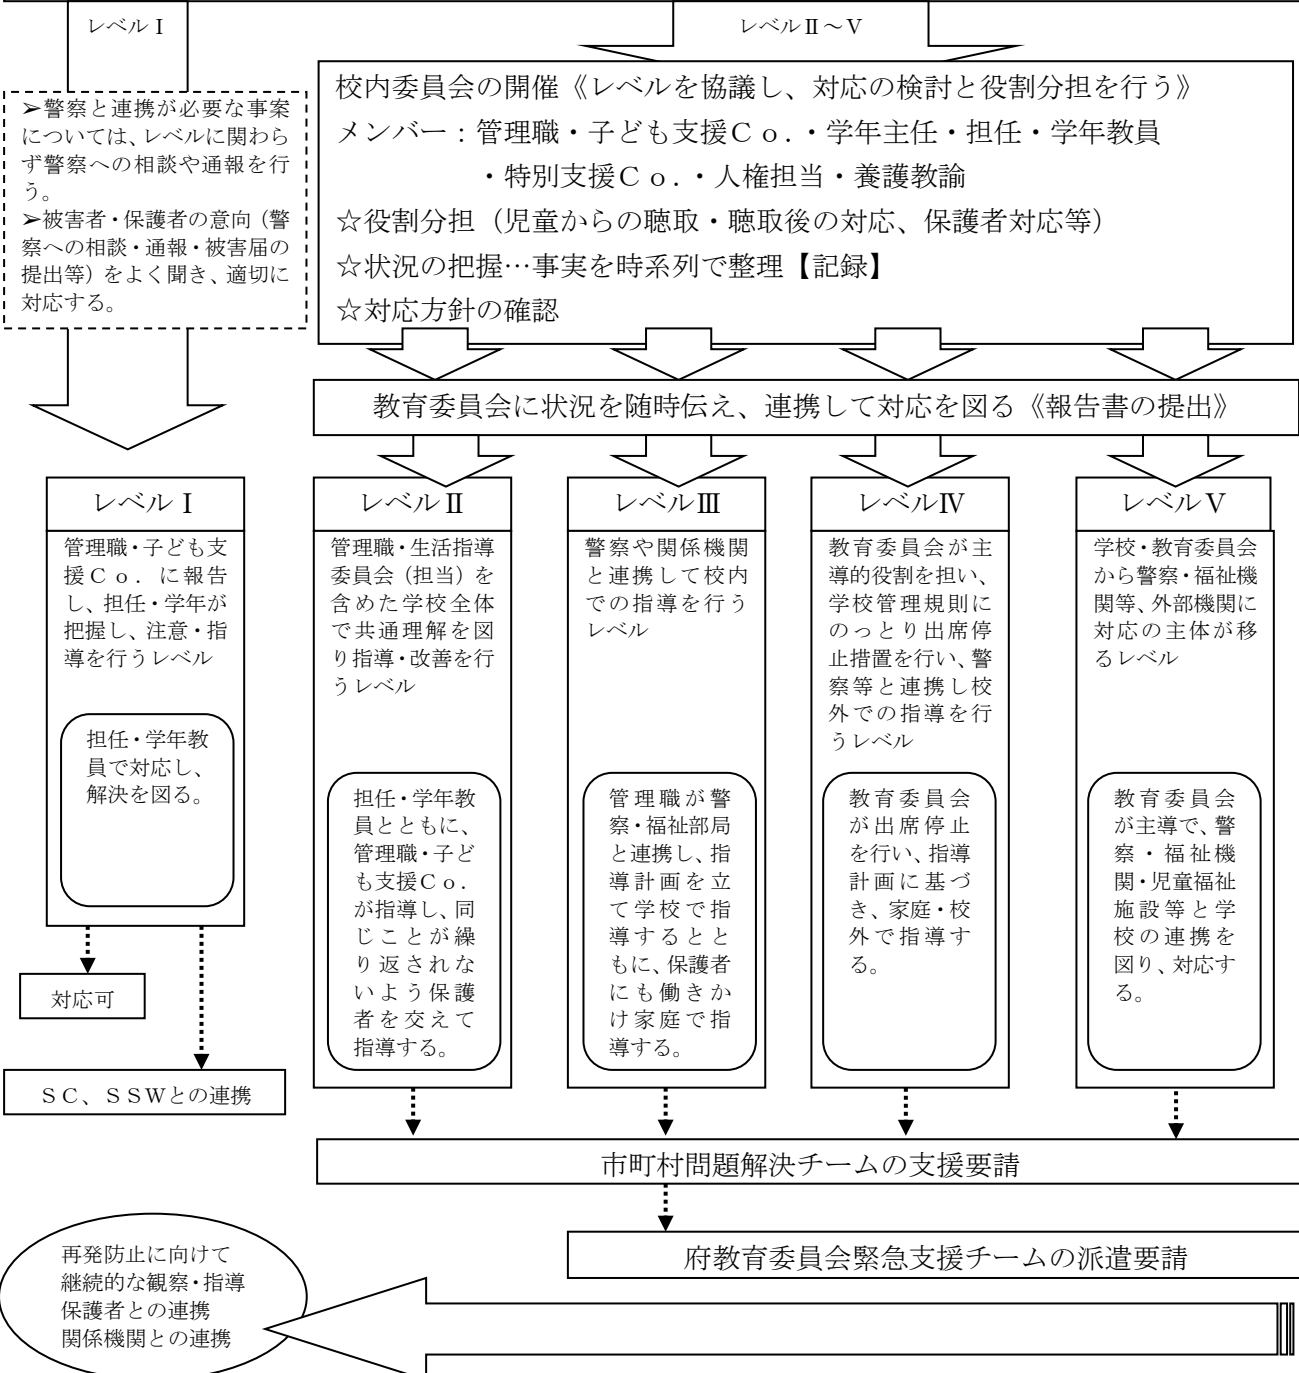 レベルⅠ
レベルⅡ～Ⅴ
➢警察と連携が必要な事案
については、レベルに関わら
ず警察への相談や通報を行
う。
➢被害者・保護者の意向（警
察への相談・通報・被害届の
提出等）をよく聞き、適切に
対応する。
校内委員会の開催《レベルを協議し、対応の検討と役割分担を行う》
メンバー：管理職・子ども支援Ｃｏ．・学年主任・担任・学年教員
・特別支援Ｃｏ．・人権担当・養護教諭
☆役割分担（児童からの聴取・聴取後の対応、保護者対応等）
☆状況の把握…事実を時系列で整理【記録】
☆対応方針の確認
教育委員会に状況を随時伝え、連携して対応を図る《報告書の提出》
レベルⅠ
管理職・子ども支
援Ｃｏ．に報告
し、担任・学年が
把握し、注意・指
導を行うレベル
担任・学年教
員で対応し、
解決を図る。
対応可
ＳＣ、ＳＳＷとの連携
レベルⅡ
管理職・生活指導
委員会（担当）を
含めた学校全体
で共通理解を図
り指導・改善を行
うレベル
担任・学年教
員とともに、
管理職・子ど
も支援Ｃｏ．
が指導し、同
じことが繰
り返されな
いよう保護
者を交えて
指導する。
レベルⅢ
警察や関係機関
と連携して校内
での指導を行う
レベル
管理職が警
察・福祉部局
と連携し、指
導計画を立
て学校で指
導するとと
もに、保護者
にも働きか
け家庭で指
導する。
レベルⅣ
教育委員会が主
導的役割を担い、
学校管理規則に
のっとり出席停
止措置を行い、警
察等と連携し校
外での指導を行
うレベル
教育委員会
が出席停止
を行い、指導
計画に基づ
き、家庭・校
外で指導す
る。
レベルⅤ
学校・教育委員会
から警察・福祉機
関等、外部機関に
対応の主体が移
るレベル
教育委員会
が主導で、警
察・福祉機
関・児童福祉
施設等と学
校の連携を
図り、対応す
る。
市町村問題解決チームの支援要請
府教育委員会緊急支援チームの派遣要請
再発防止に向けて
継続的な観察・指導
保護者との連携
関係機関との連携